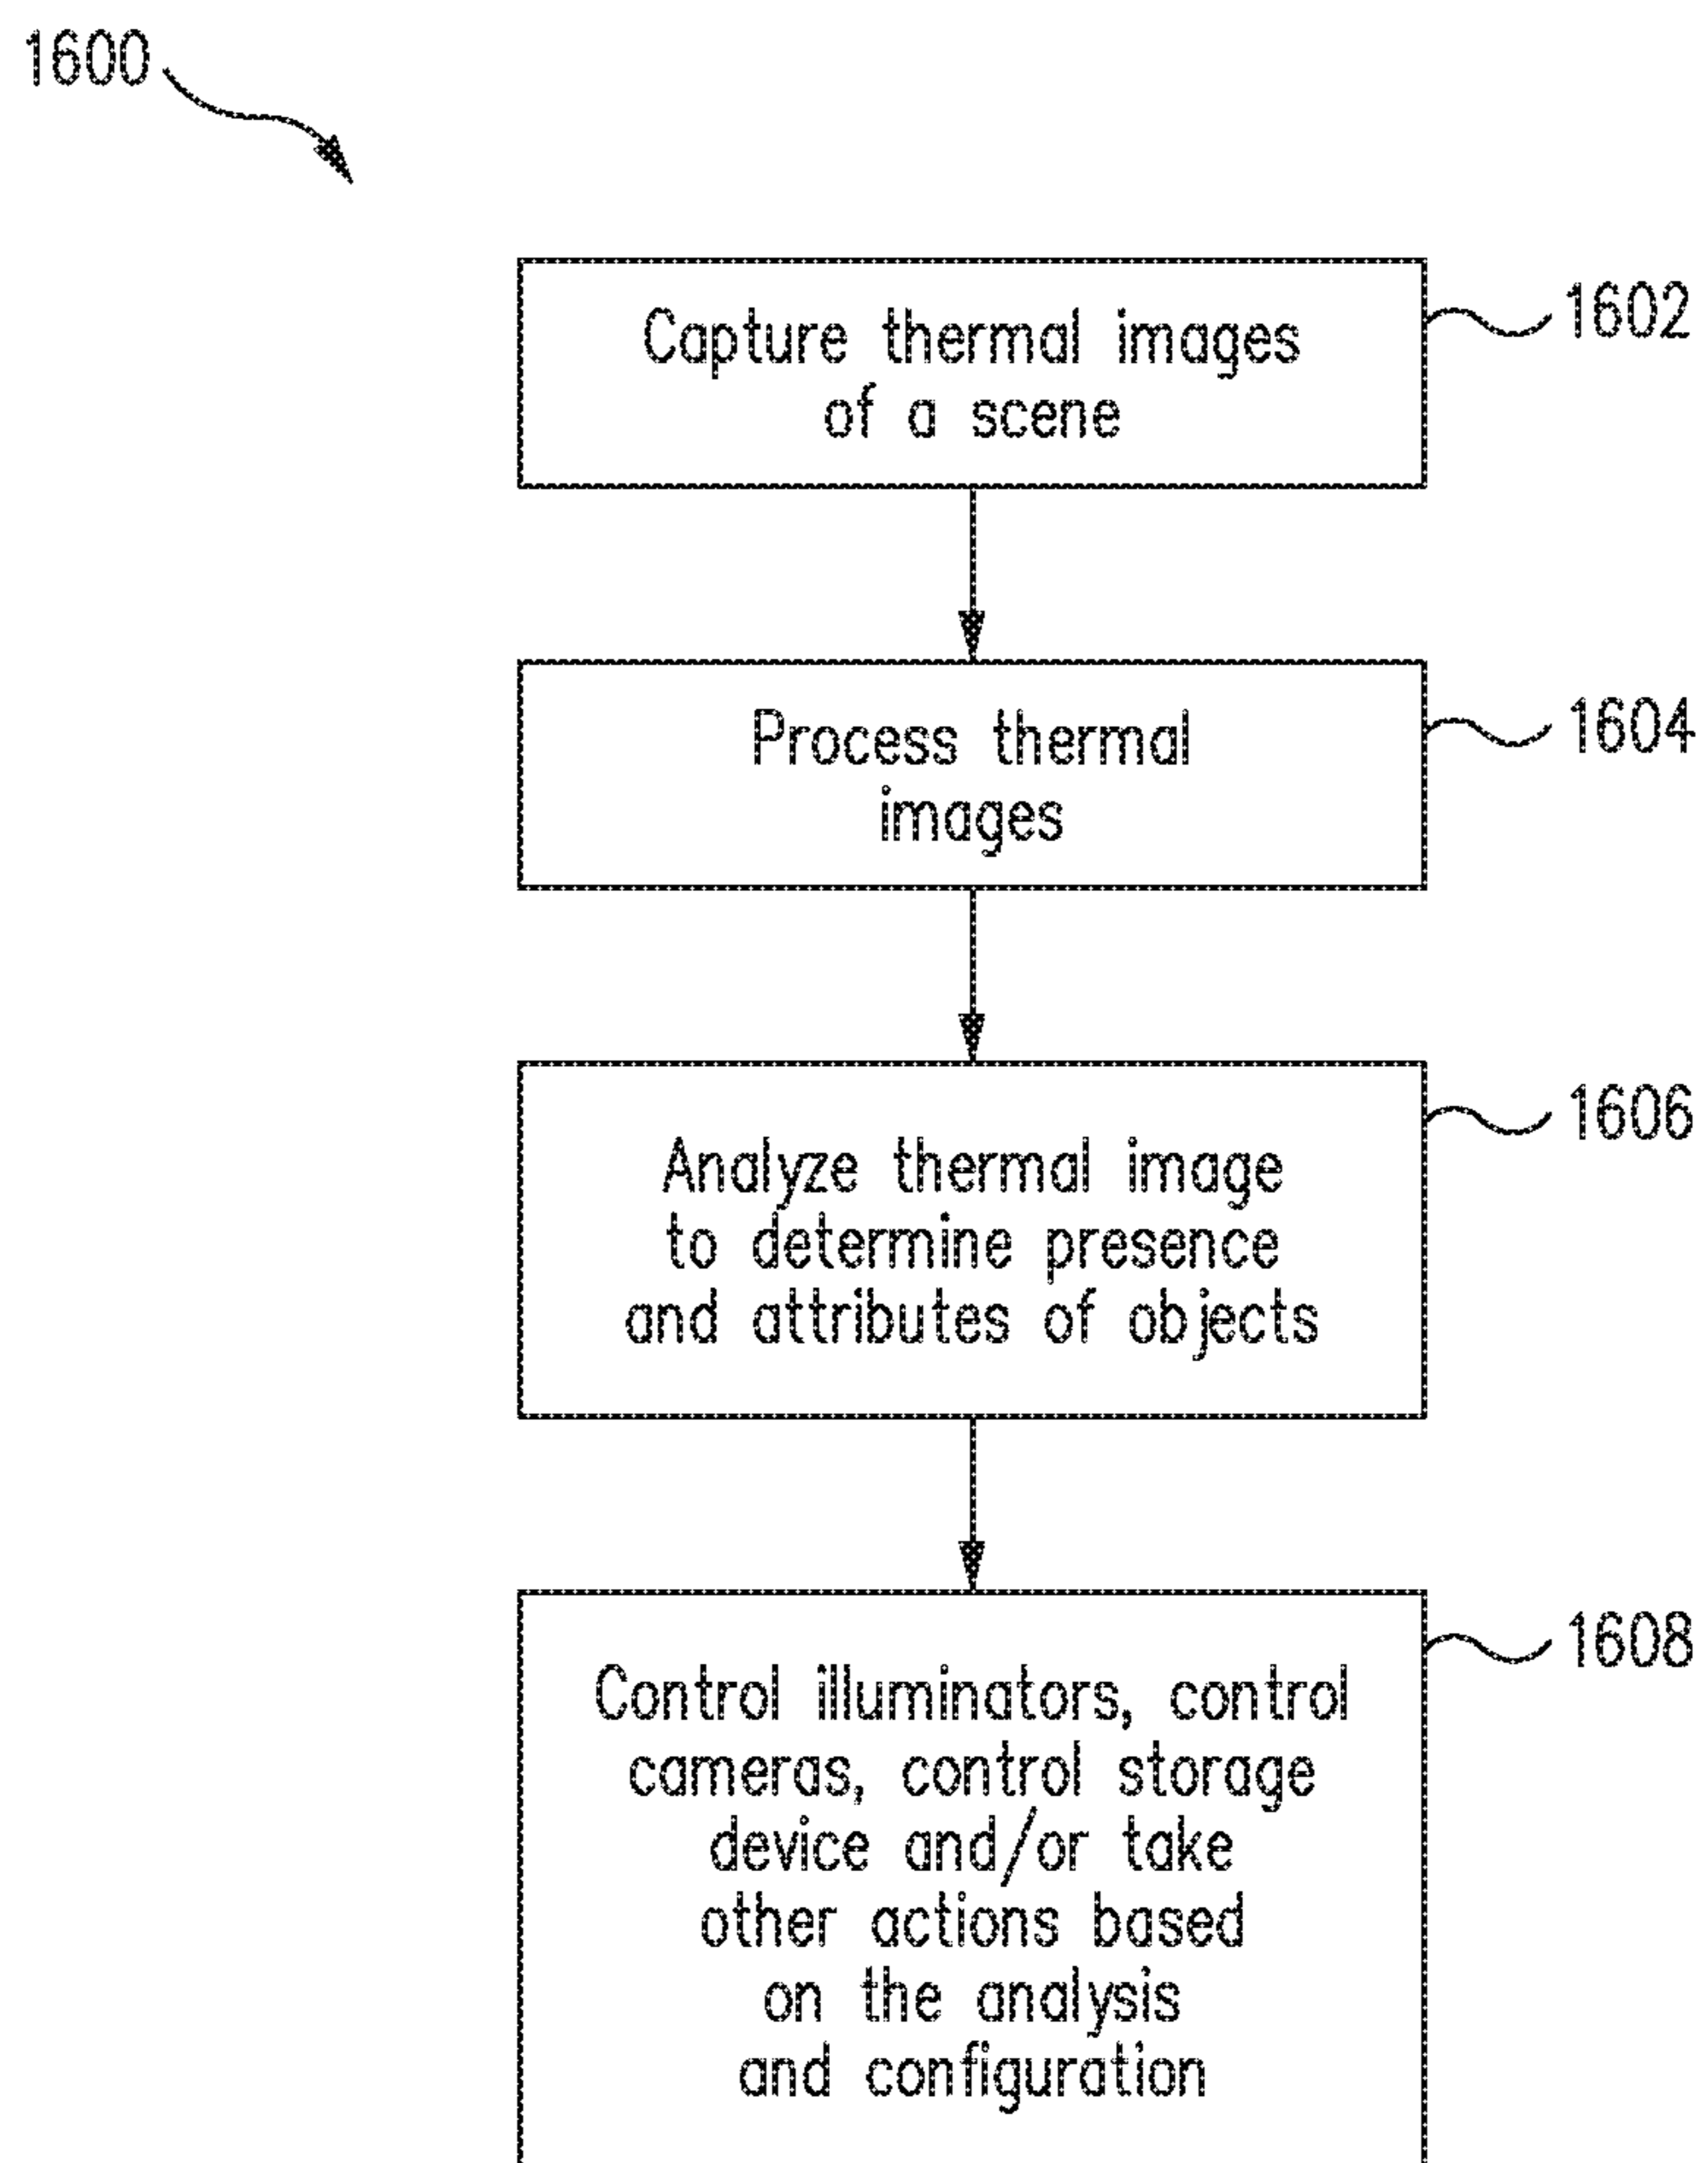 1600
Capture thermal images
of a scene
1602
Process thermal
images
1604
Analyze thermal image
to determine presence
and attributes of objects
1606
Control illuminators, control
cameras, control storage
device and/or take
other actions based
on the analysis
and configuration
1608